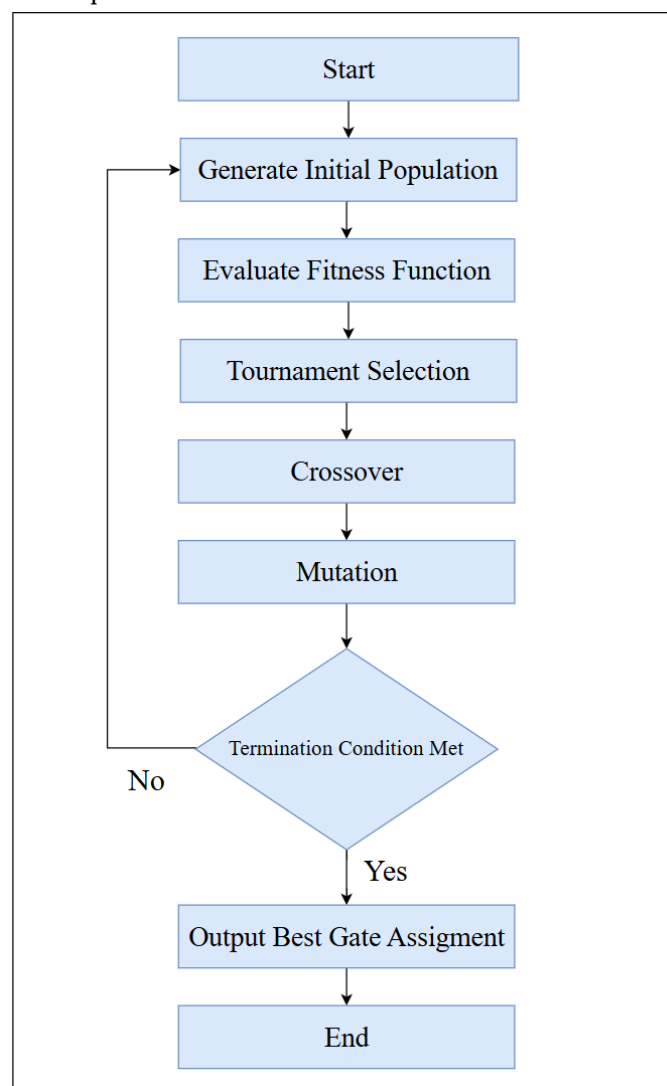 Start
Generate Initial Population
Evaluate Fitness Function
Tournament Selection
Crossover
Mutation
Termination Condition Met
No
Yes
Output Best Gate Assigment
End